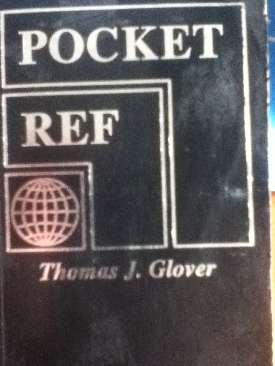 POCKET
REF
Thomas J. Glover